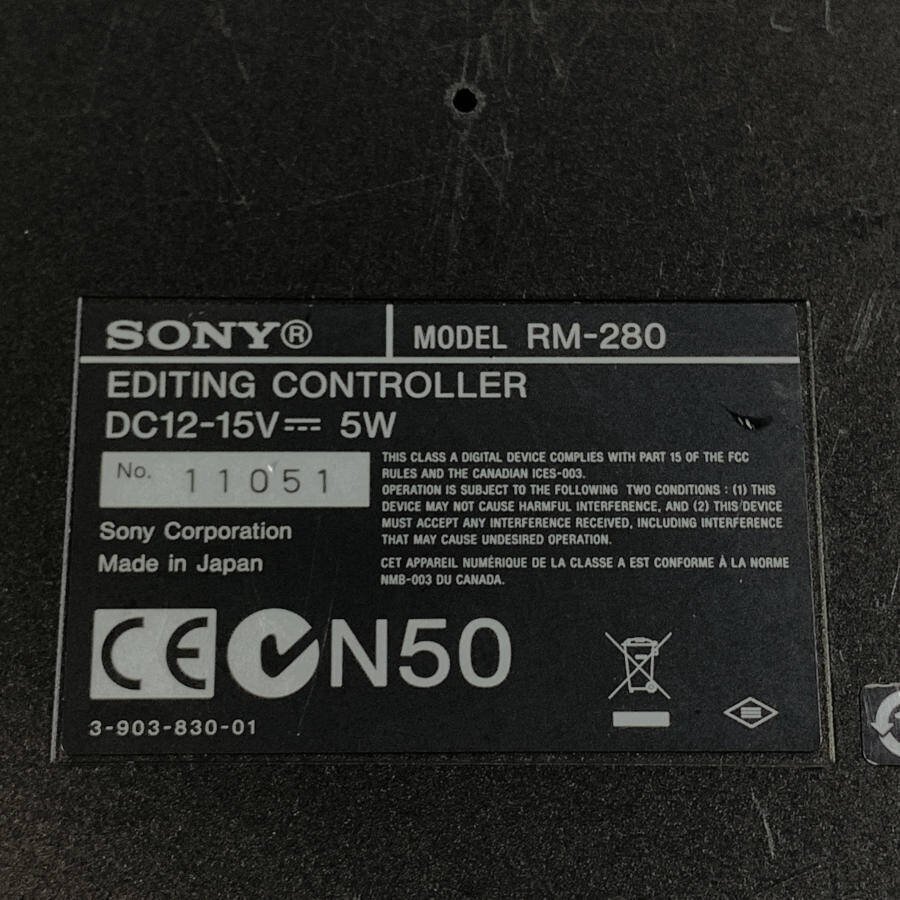 SONY®
MODEL RM-280
EDITING CONTROLLER
DC12-15V⎓ 5W
No. 11051
Sony Corporation
Made in Japan
THIS CLASS A DIGITAL DEVICE COMPLIES WITH PART 15 OF THE FCC
RULES AND THE CANADIAN ICES-003.
OPERATION IS SUBJECT TO THE FOLLOWING TWO CONDITIONS : (1) THIS
DEVICE MAY NOT CAUSE HARMFUL INTERFERENCE, AND (2) THIS DEVICE
MUST ACCEPT ANY INTERFERENCE RECEIVED, INCLUDING INTERFERENCE
THAT MAY CAUSE UNDESIRED OPERATION.
CET APPAREIL NUMÉRIQUE DE LA CLASSE A EST CONFORME À LA NORME
NMB-003 DU CANADA.
CE N50
3-903-830-01